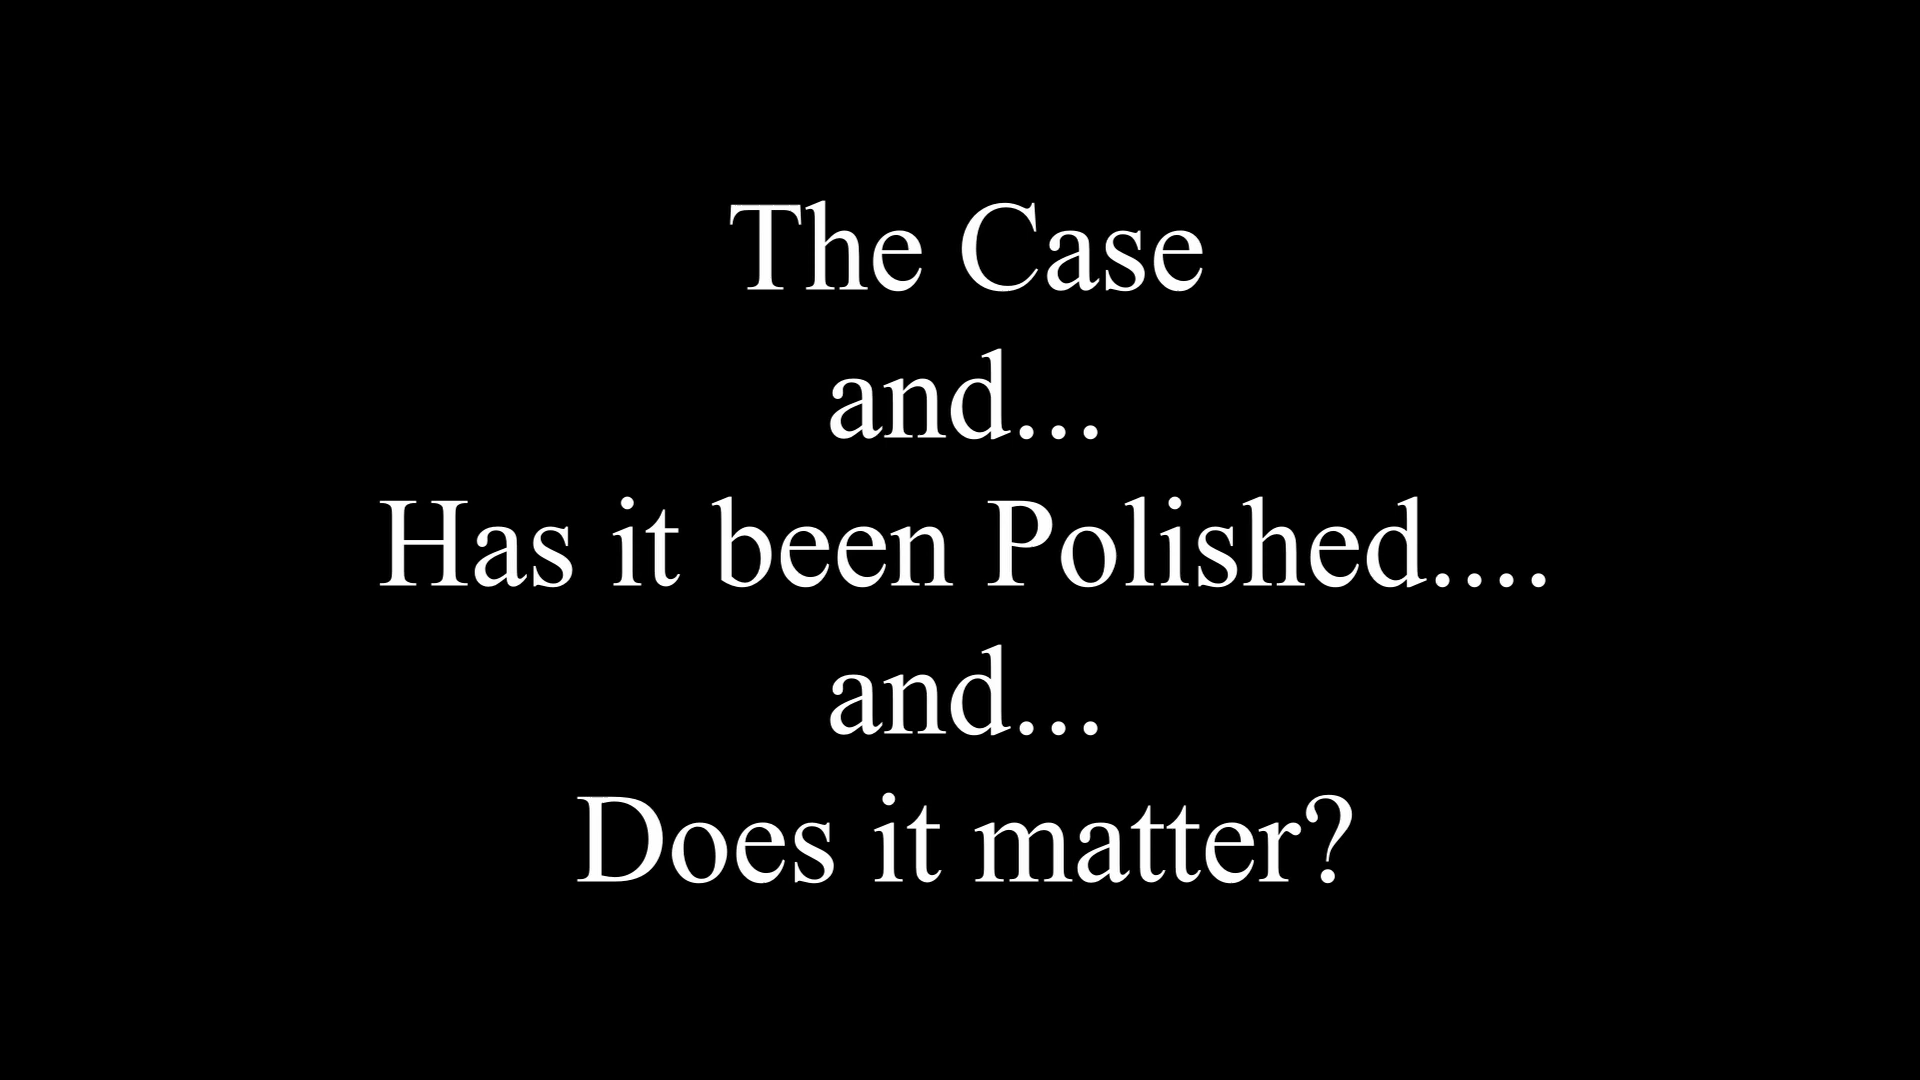 The Case
and...
Has it been Polished....
and...
Does it matter?